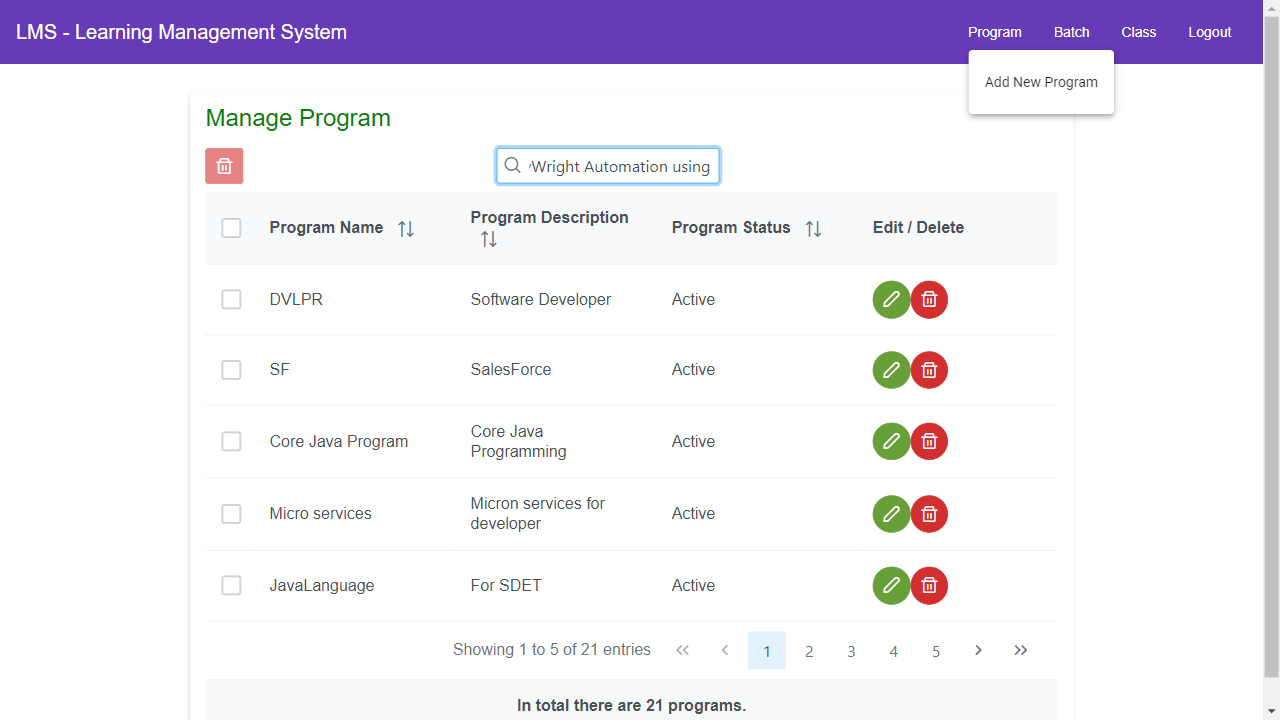 LMS - Learning Management System
Program Batch Class Logout
Add New Program
Manage Program
Wright Automation using
Program Name Program Description Program Status Edit / Delete
DVLPR Software Developer Active
SF SalesForce Active
Core Java Program Core Java Programming Active
Micro services Micron services for developer Active
JavaLanguage For SDET Active
Showing 1 to 5 of 21 entries 1 2 3 4 5
In total there are 21 programs.